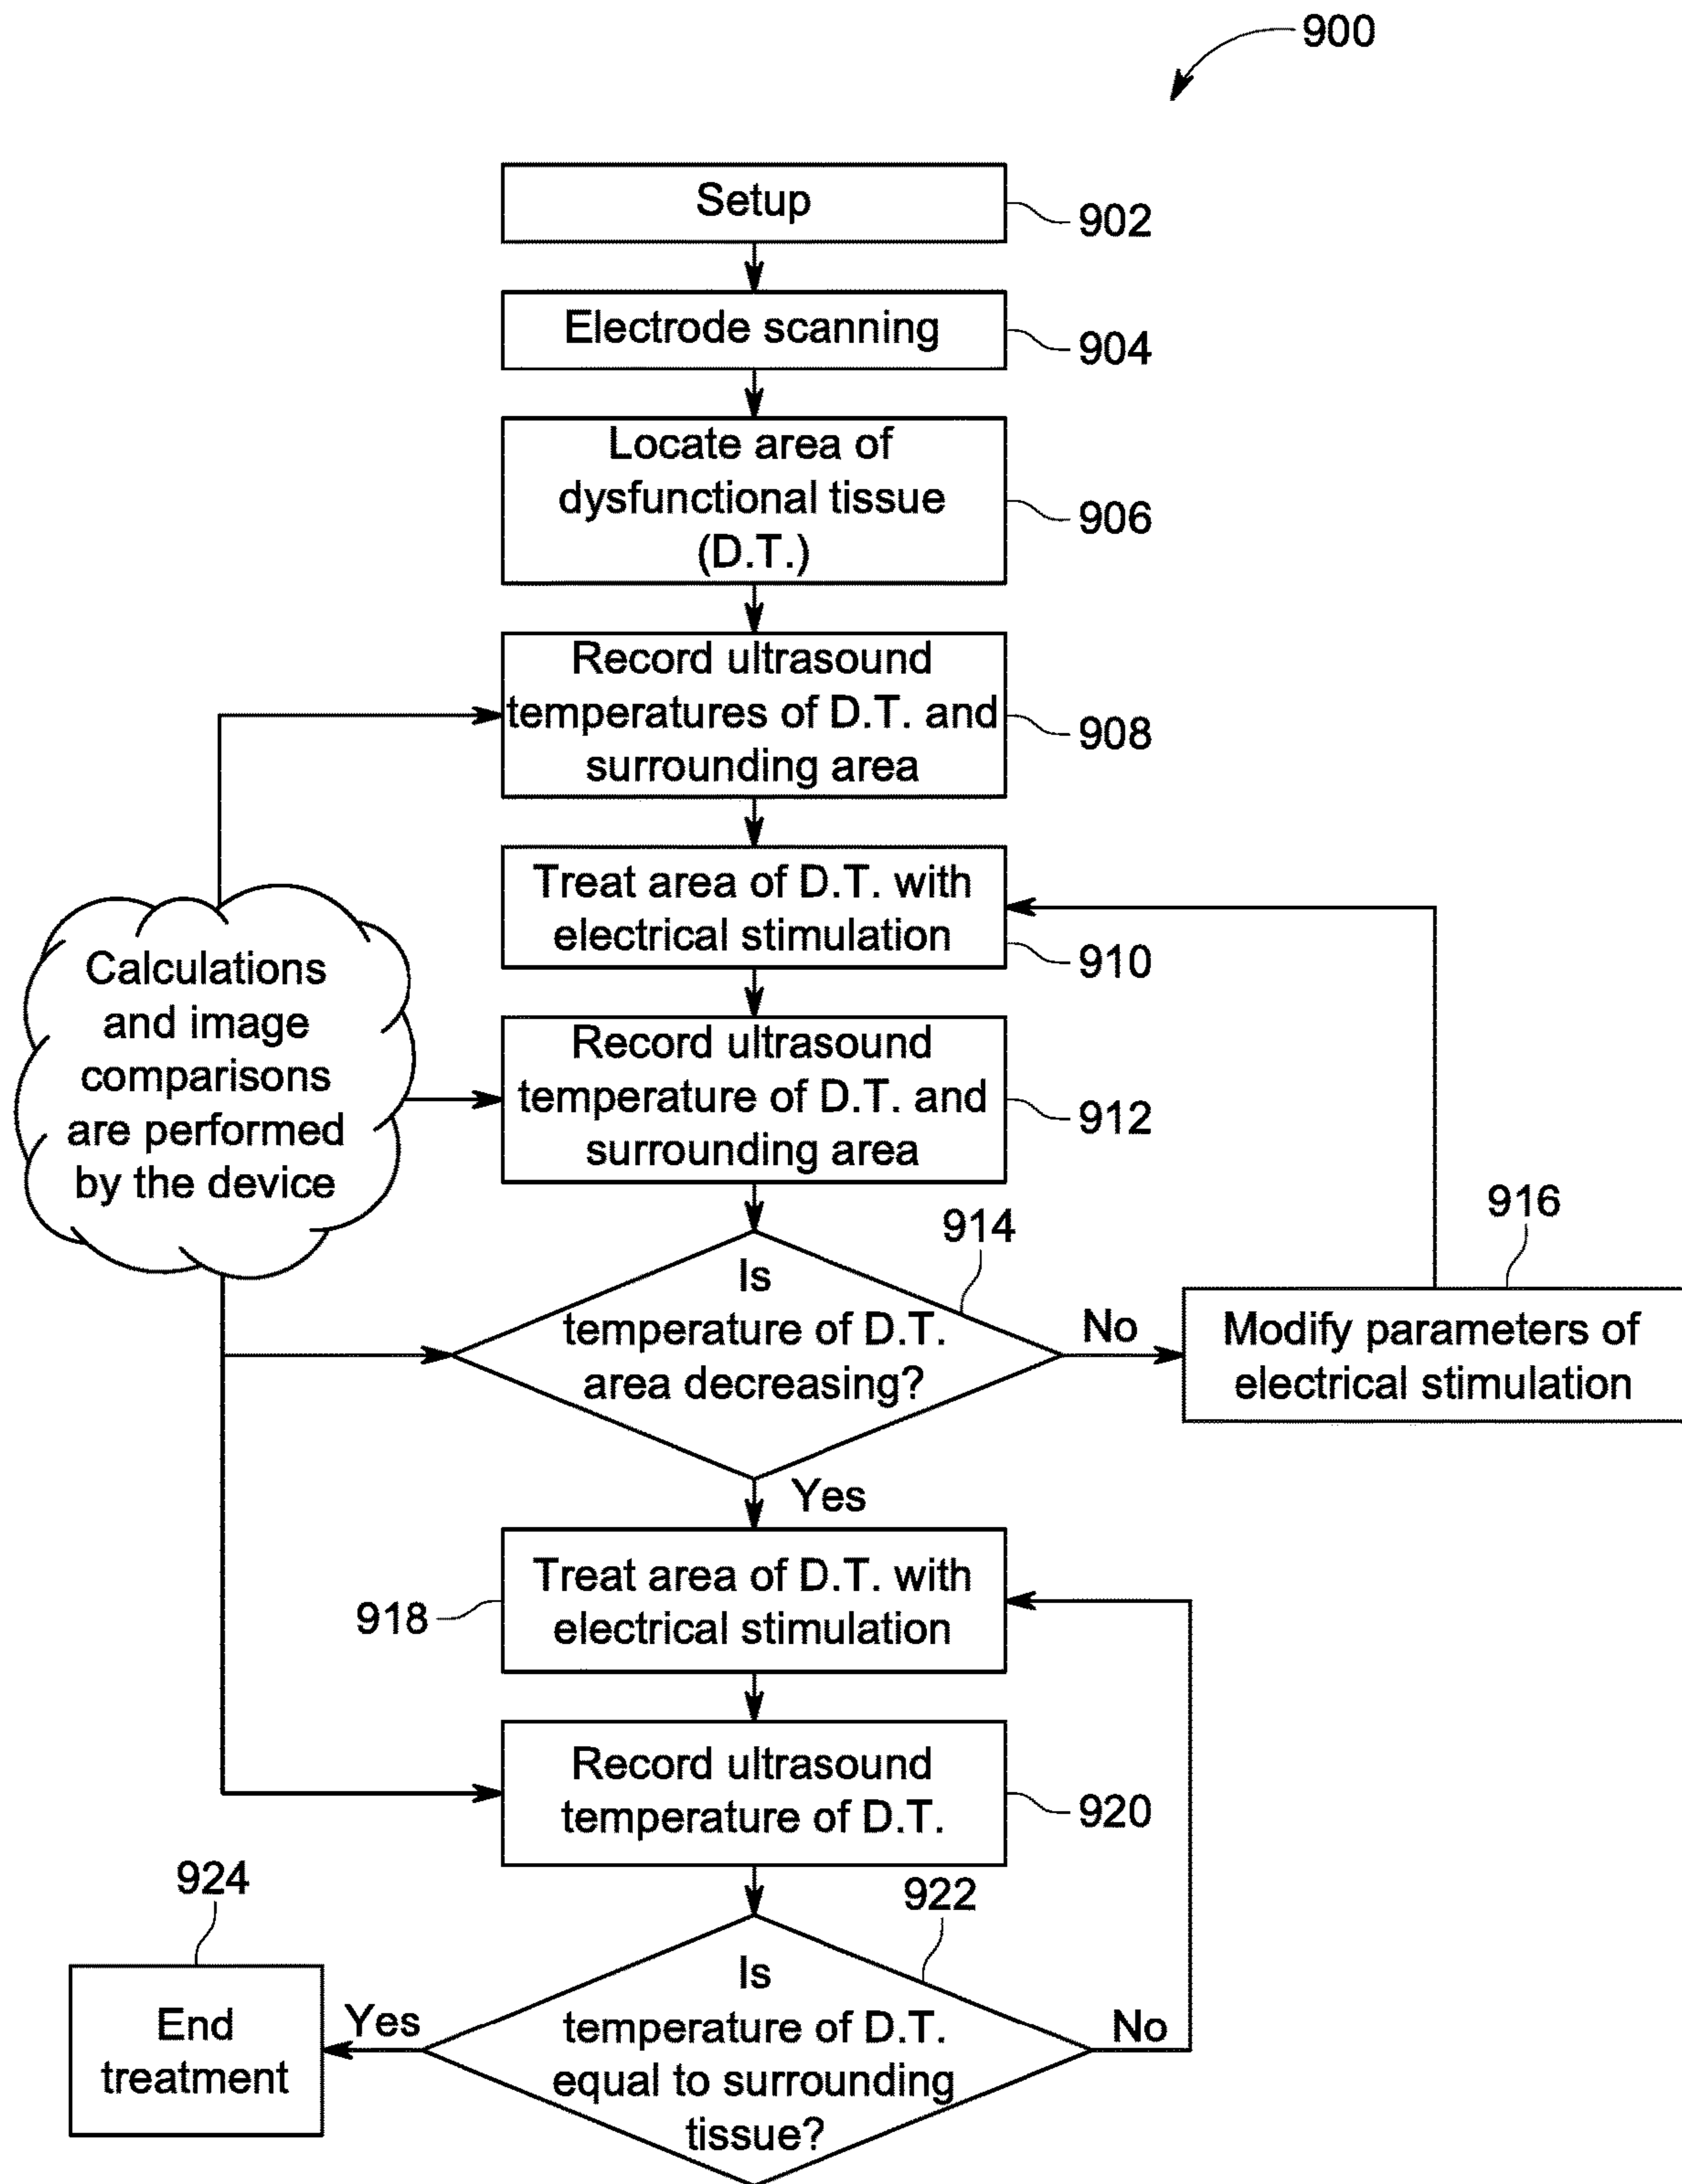 900
Setup
902
Electrode scanning
904
Locate area of
dysfunctional tissue
(D.T.)
906
Record ultrasound
temperatures of D.T. and
surrounding area
908
Treat area of D.T. with
electrical stimulation
910
Calculations
and image
comparisons
are performed
by the device
Record ultrasound
temperature of D.T. and
surrounding area
912
914
Is
temperature of D.T.
area decreasing?
No
916
Modify parameters of
electrical stimulation
Yes
Treat area of D.T. with
electrical stimulation
918
Record ultrasound
temperature of D.T.
920
922
Is
temperature of D.T.
equal to surrounding
tissue?
No
Yes
924
End
treatment